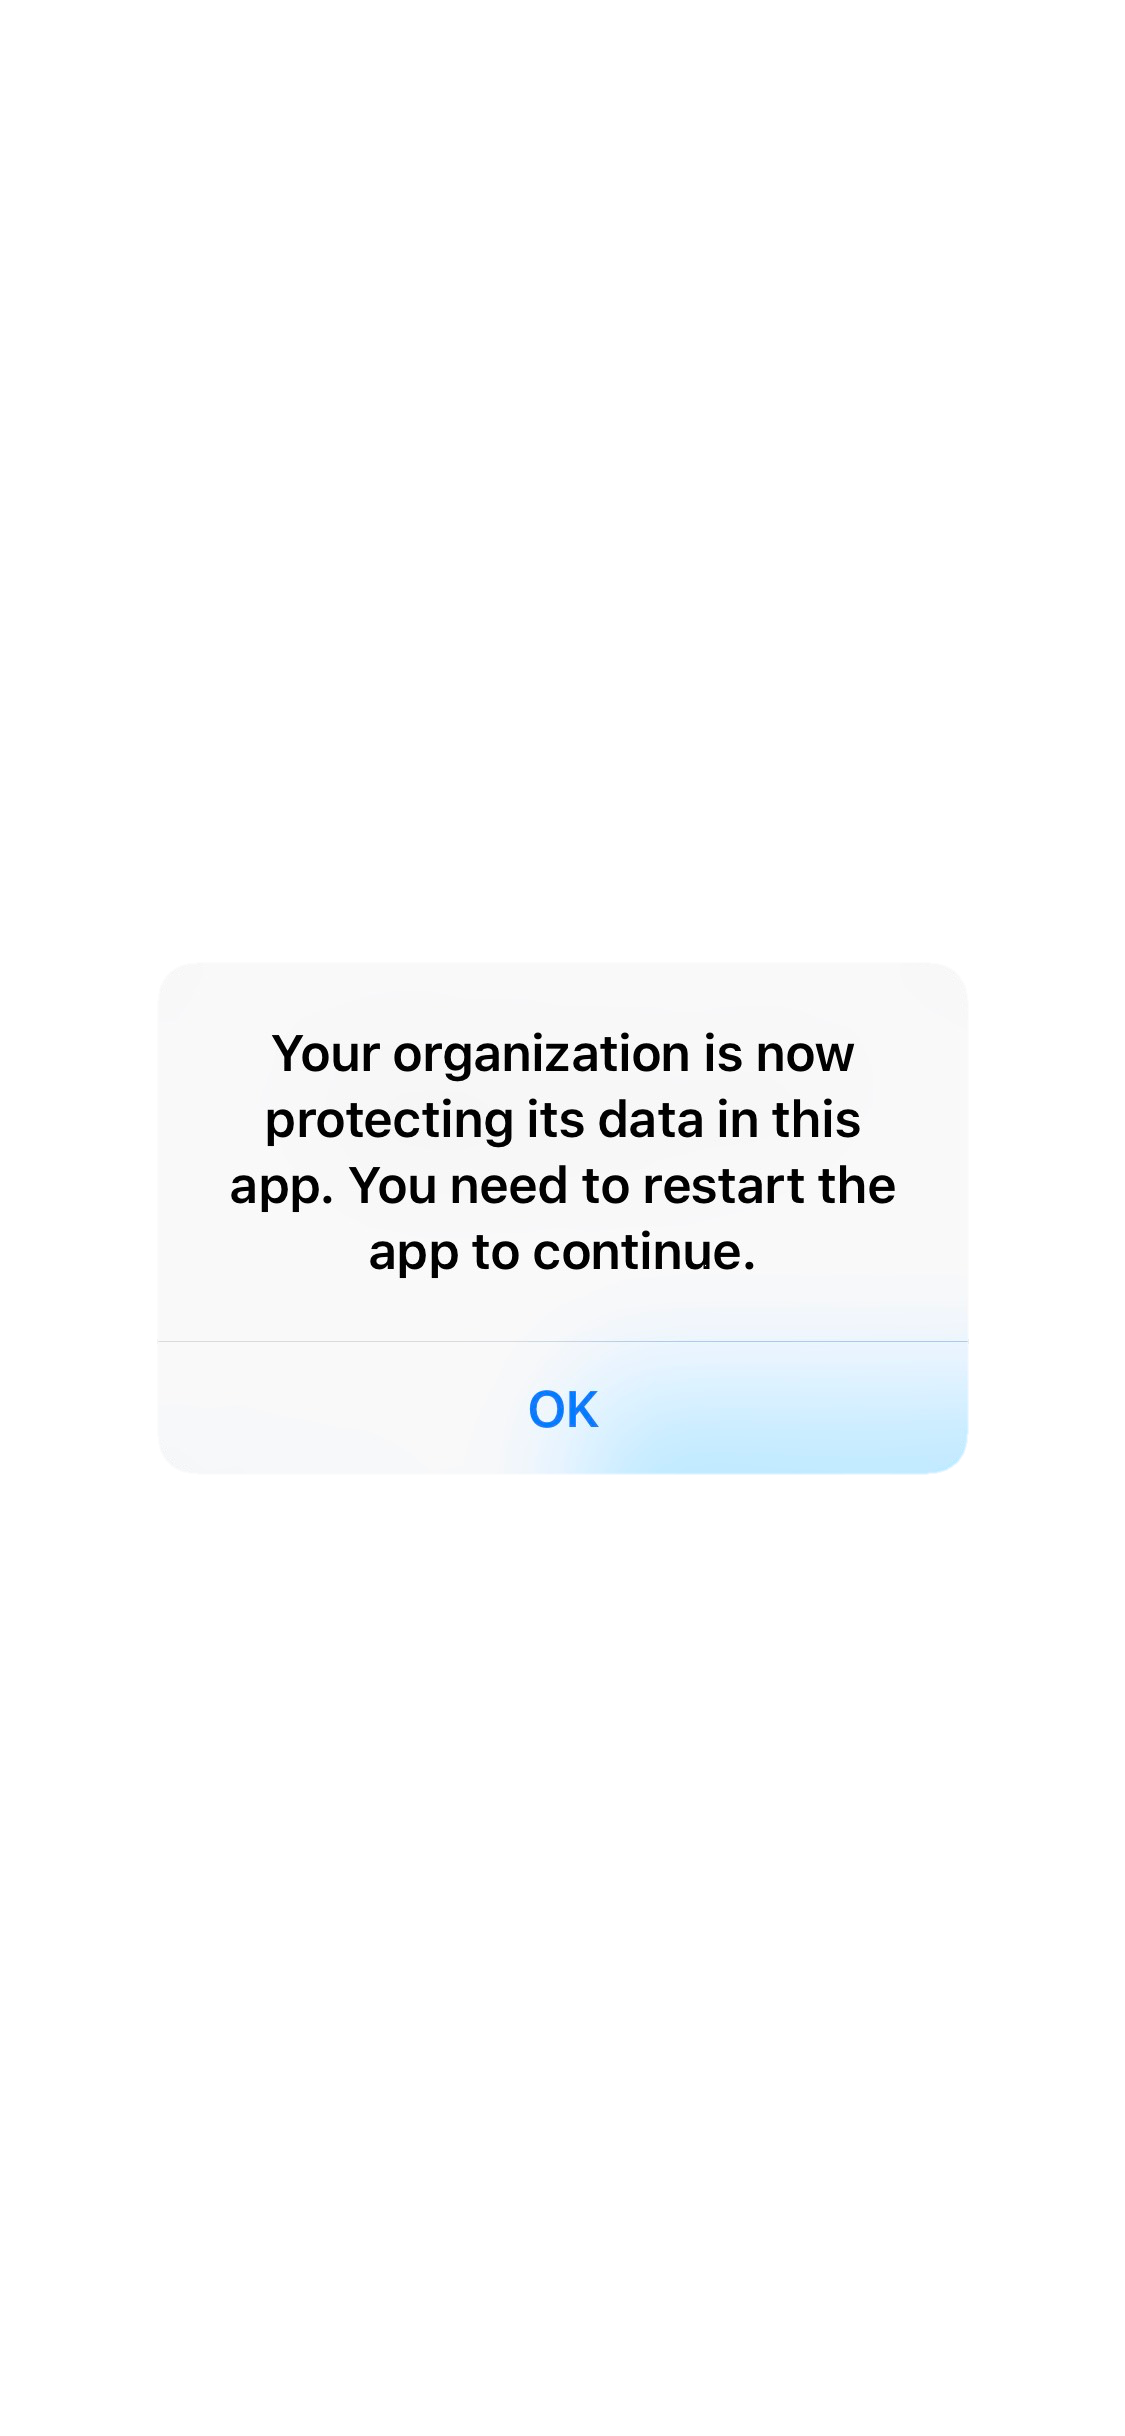 Your organization is now
protecting its data in this
app. You need to restart the
app to continue.
OK